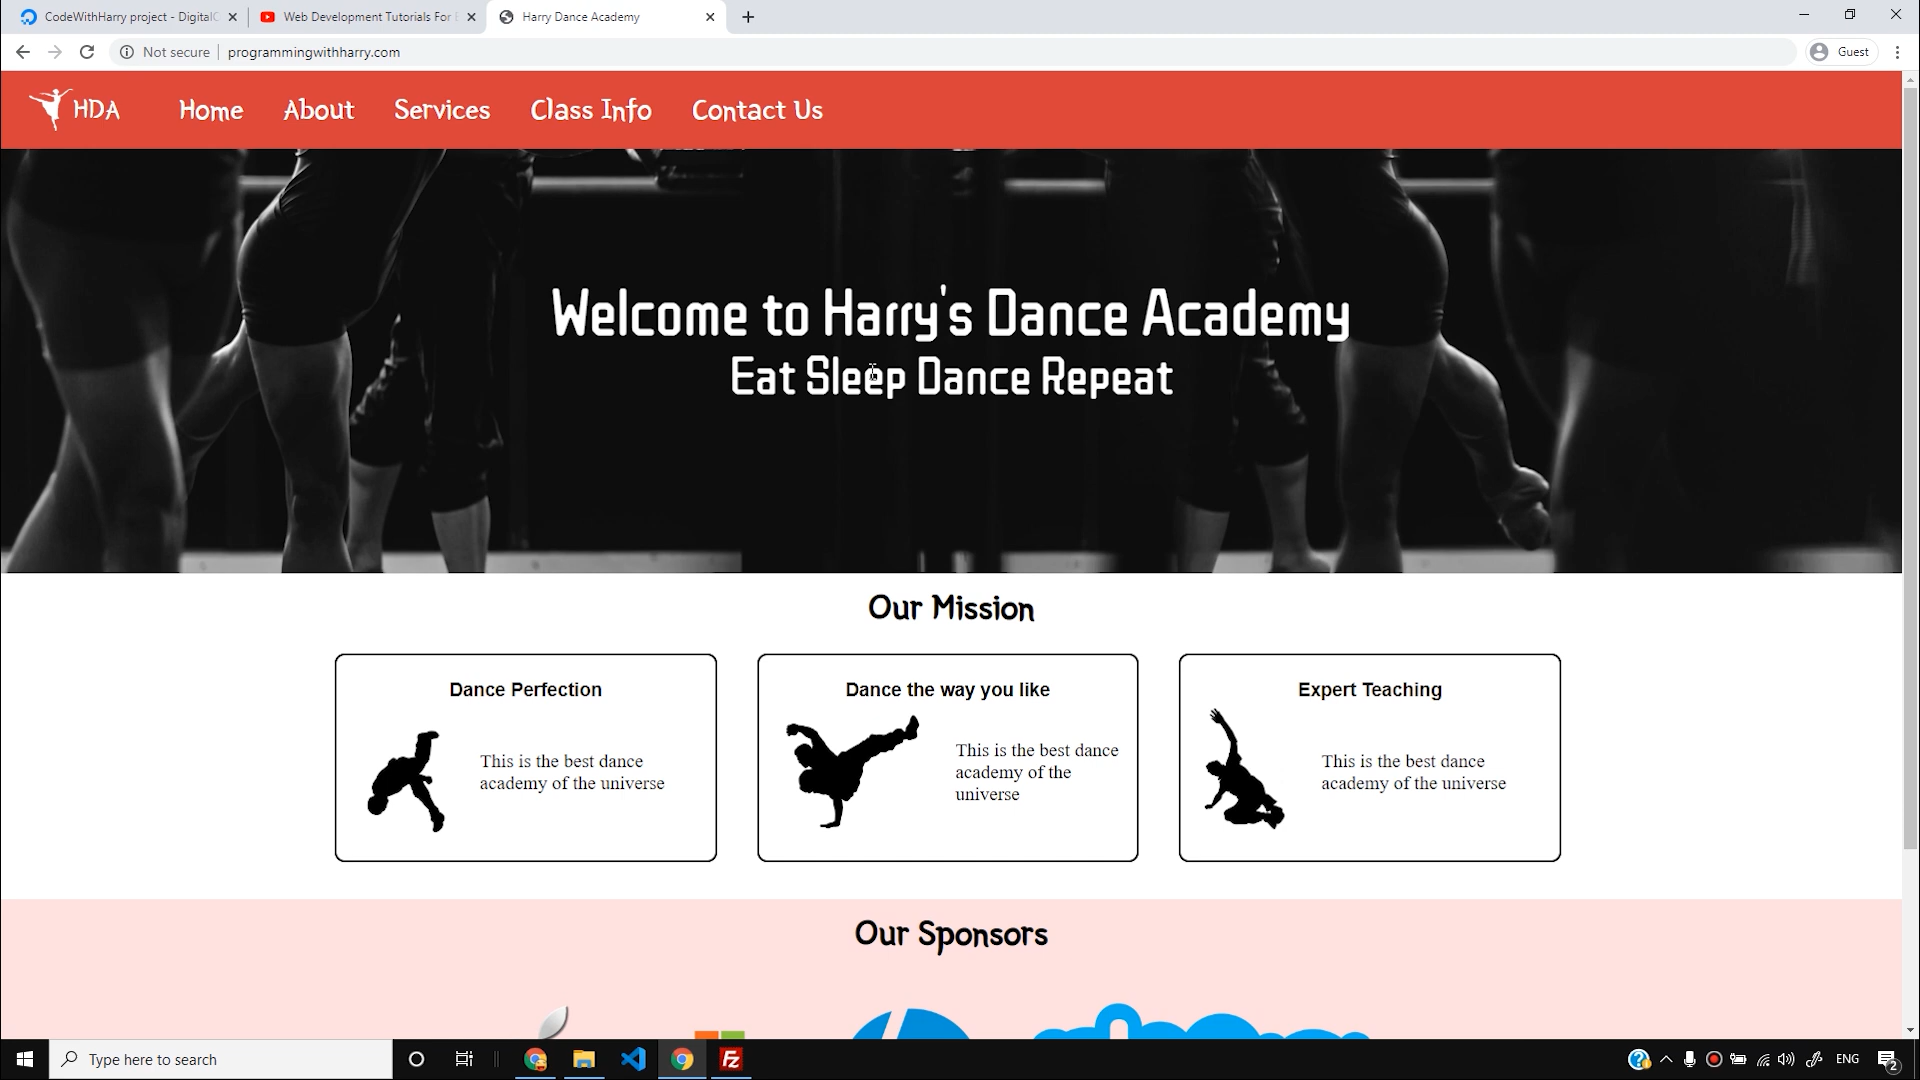 CodeWithHarry project - DigitalC
Web Development Tutorials For
Harry Dance Academy
Not secure
programmingwithharry.com
Guest
HDA
Home
About
Services
Class Info
Contact Us
Welcome to Harry's Dance Academy
Eat Sleep Dance Repeat
Our Mission
Dance Perfection
This is the best dance
academy of the universe
Dance the way you like
This is the best dance
academy of the
universe
Expert Teaching
This is the best dance
academy of the universe
Our Sponsors
Type here to search
Fz
ENG
2